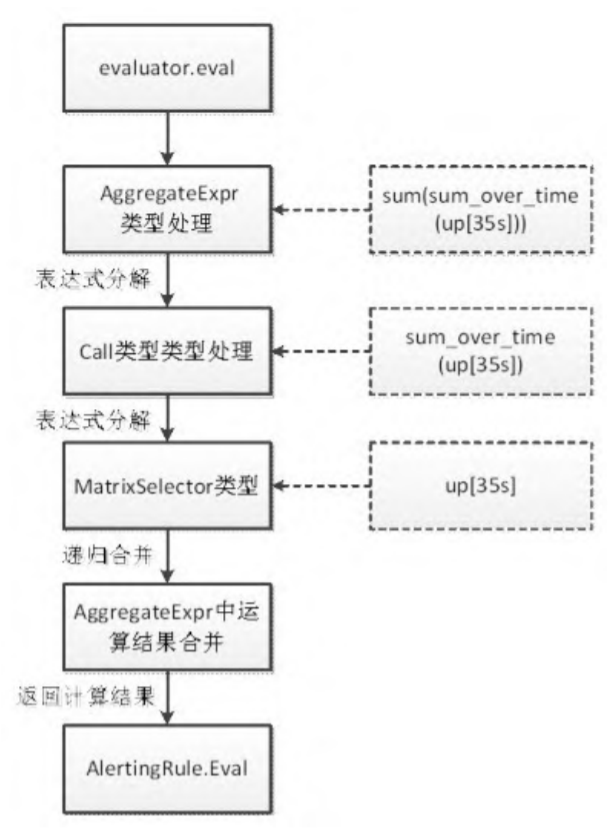 evaluator.eval
AggregateExpr
类型处理
sum(sum_over_time
(up[35s]))
表达式分解
Call类型类型处理
sum_over_time
(up[35s])
表达式分解
MatrixSelector类型
up[35s]
递归合并
AggregateExpr中运
算结果合并
返回计算结果
AlertingRule.Eval